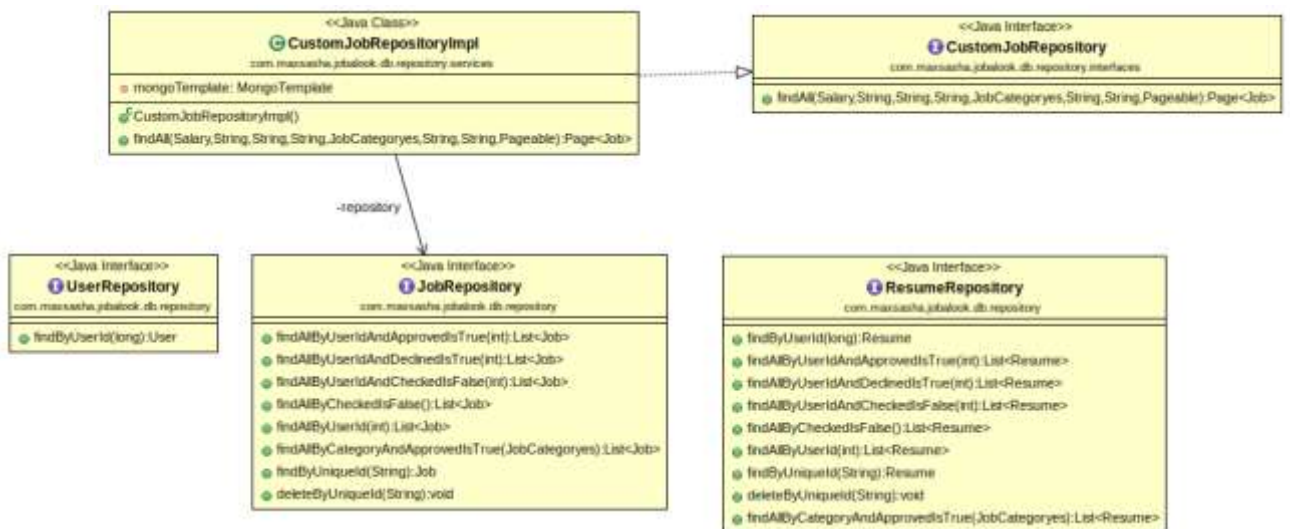 <<Java Class>>
CustomJobRepositoryImpl
com.maxsasha.jobalook.db.repository.services
mongoTemplate: MongoTemplate
CustomJobRepositoryImpl()
findAll(Salary,String,String,String,JobCategoryes,String,String,Pageable):Page<Job>
<<Java Interface>>
CustomJobRepository
com.maxsasha.jobalook.db.repository.interfaces
findAll(Salary,String,String,String,JobCategoryes,String,String,Pageable):Page<Job>
-repository
<<Java Interface>>
UserRepository
com.maxsasha.jobalook.db.repository
findByUserId(long):User
<<Java Interface>>
JobRepository
com.maxsasha.jobalook.db.repository
findAllByUserIdAndApprovedIsTrue(int):List<Job>
findAllByUserIdAndDeclinedIsTrue(int):List<Job>
findAllByUserIdAndCheckedIsFalse(int):List<Job>
findAllByCheckedIsFalse():List<Job>
findAllByUserId(int):List<Job>
findAllByCategoryAndApprovedIsTrue(JobCategoryes):List<Job>
findByUniqueId(String):Job
deleteByUniqueId(String):void
<<Java Interface>>
ResumeRepository
com.maxsasha.jobalook.db.repository
findByUserId(long):Resume
findAllByUserIdAndApprovedIsTrue(int):List<Resume>
findAllByUserIdAndDeclinedIsTrue(int):List<Resume>
findAllByUserIdAndCheckedIsFalse(int):List<Resume>
findAllByCheckedIsFalse():List<Resume>
findAllByUserId(int):List<Resume>
findByUniqueId(String):Resume
deleteByUniqueId(String):void
findAllByCategoryAndApprovedIsTrue(JobCategoryes):List<Resume>